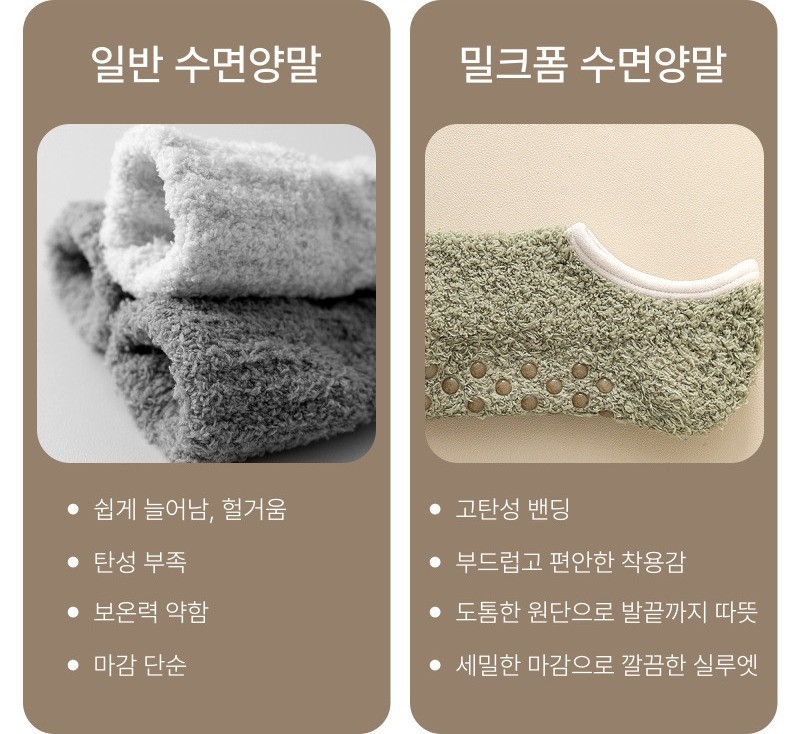 일반 수면양말
쉽게 늘어남, 헐거움
탄성 부족
보온력 약함
마감 단순
밀크폼 수면양말
고탄성 밴딩
부드럽고 편안한 착용감
도톰한 원단으로 발끝까지 따뜻
세밀한 마감으로 깔끔한 실루엣